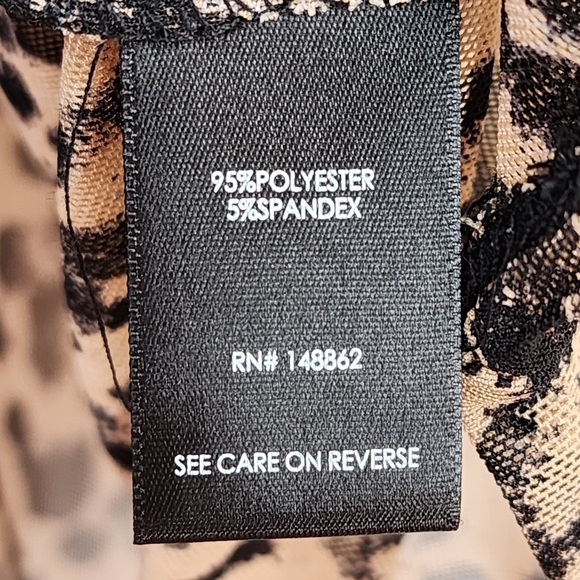 95%POLYESTER
5%SPANDEX
RN# 148862
SEE CARE ON REVERSE